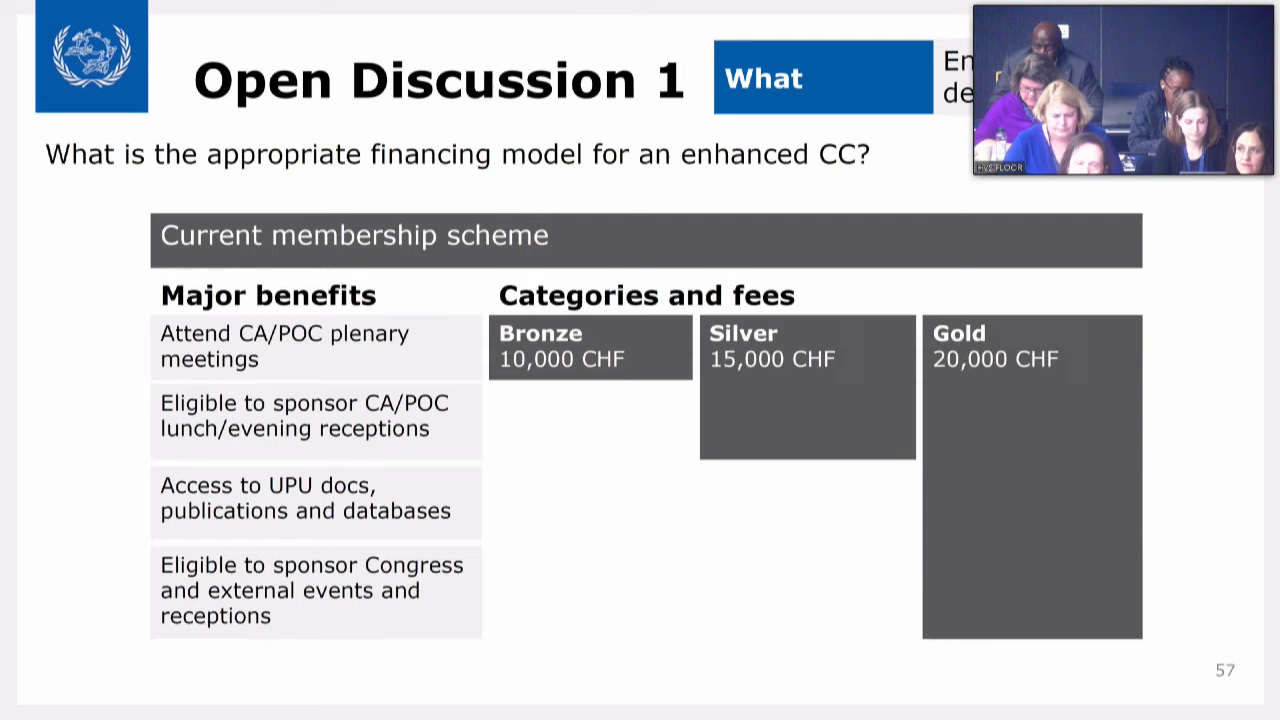 Open Discussion 1
What
En
de
What is the appropriate financing model for an enhanced CC?
Current membership scheme
Major benefits
Categories and fees
Attend CA/POC plenary
meetings
Bronze
10,000 CHF
Silver
15,000 CHF
Gold
20,000 CHF
Eligible to sponsor CA/POC
lunch/evening receptions
Access to UPU docs,
publications and databases
Eligible to sponsor Congress
and external events and
receptions
57